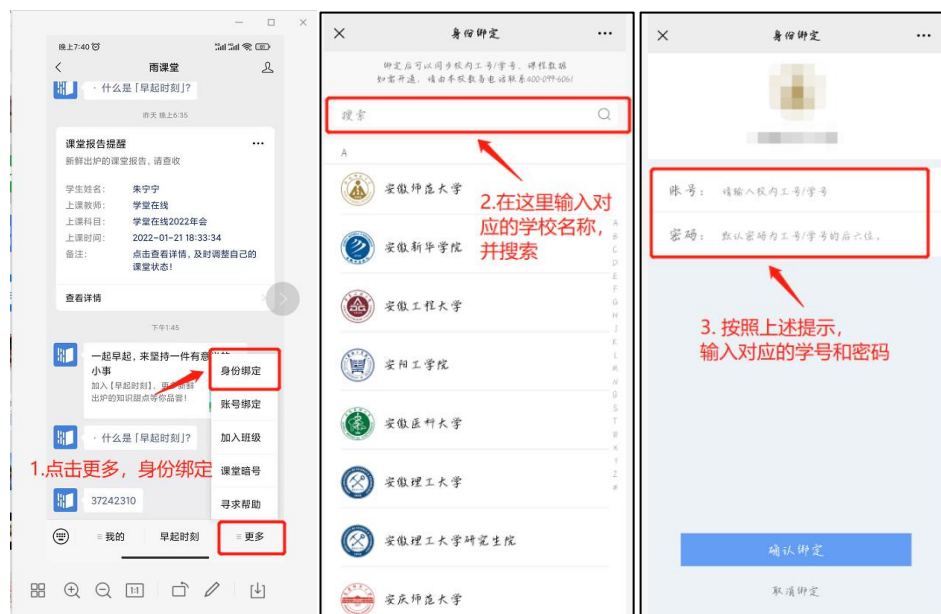 晚上7:40
雨课堂
· 什么是「早起时刻」?
昨天 晚上6:35
课堂报告提醒
新鲜出炉的课堂报告，请查收
学生姓名： 朱宁宁
上课教师： 学堂在线
上课科目： 学堂在线2022年会
上课时间： 2022-01-21 18:33:34
备注： 点击查看详情，及时调整自己的
课堂状态！
查看详情
下午1:45
一起早起，来坚持一件有意
小事
加入【早起时刻】，更
出炉的知识甜点等你品尝！
· 什么是「早起时刻」?
37242310
身份绑定
账号绑定
加入班级
课堂暗号
寻求帮助
1.点击更多，身份绑定
我的
早起时刻
更多
1:1
身份绑定
绑定后可以同步校内工号/学号、课程数据
如需开通，请由本校教务电话联系400-099-6061
搜索
A
安徽师范大学
安徽新华学院
安徽工程大学
安阳工学院
安徽医科大学
安徽理工大学
安徽理工大学研究生院
安庆师范大学
2.在这里输入对
应的学校名称，
并搜索
身份绑定
账号： 请输入校内工号/学号
密码： 默认密码为工号/学号的后六位。
3. 按照上述提示，
输入对应的学号和密码
确认绑定
取消绑定